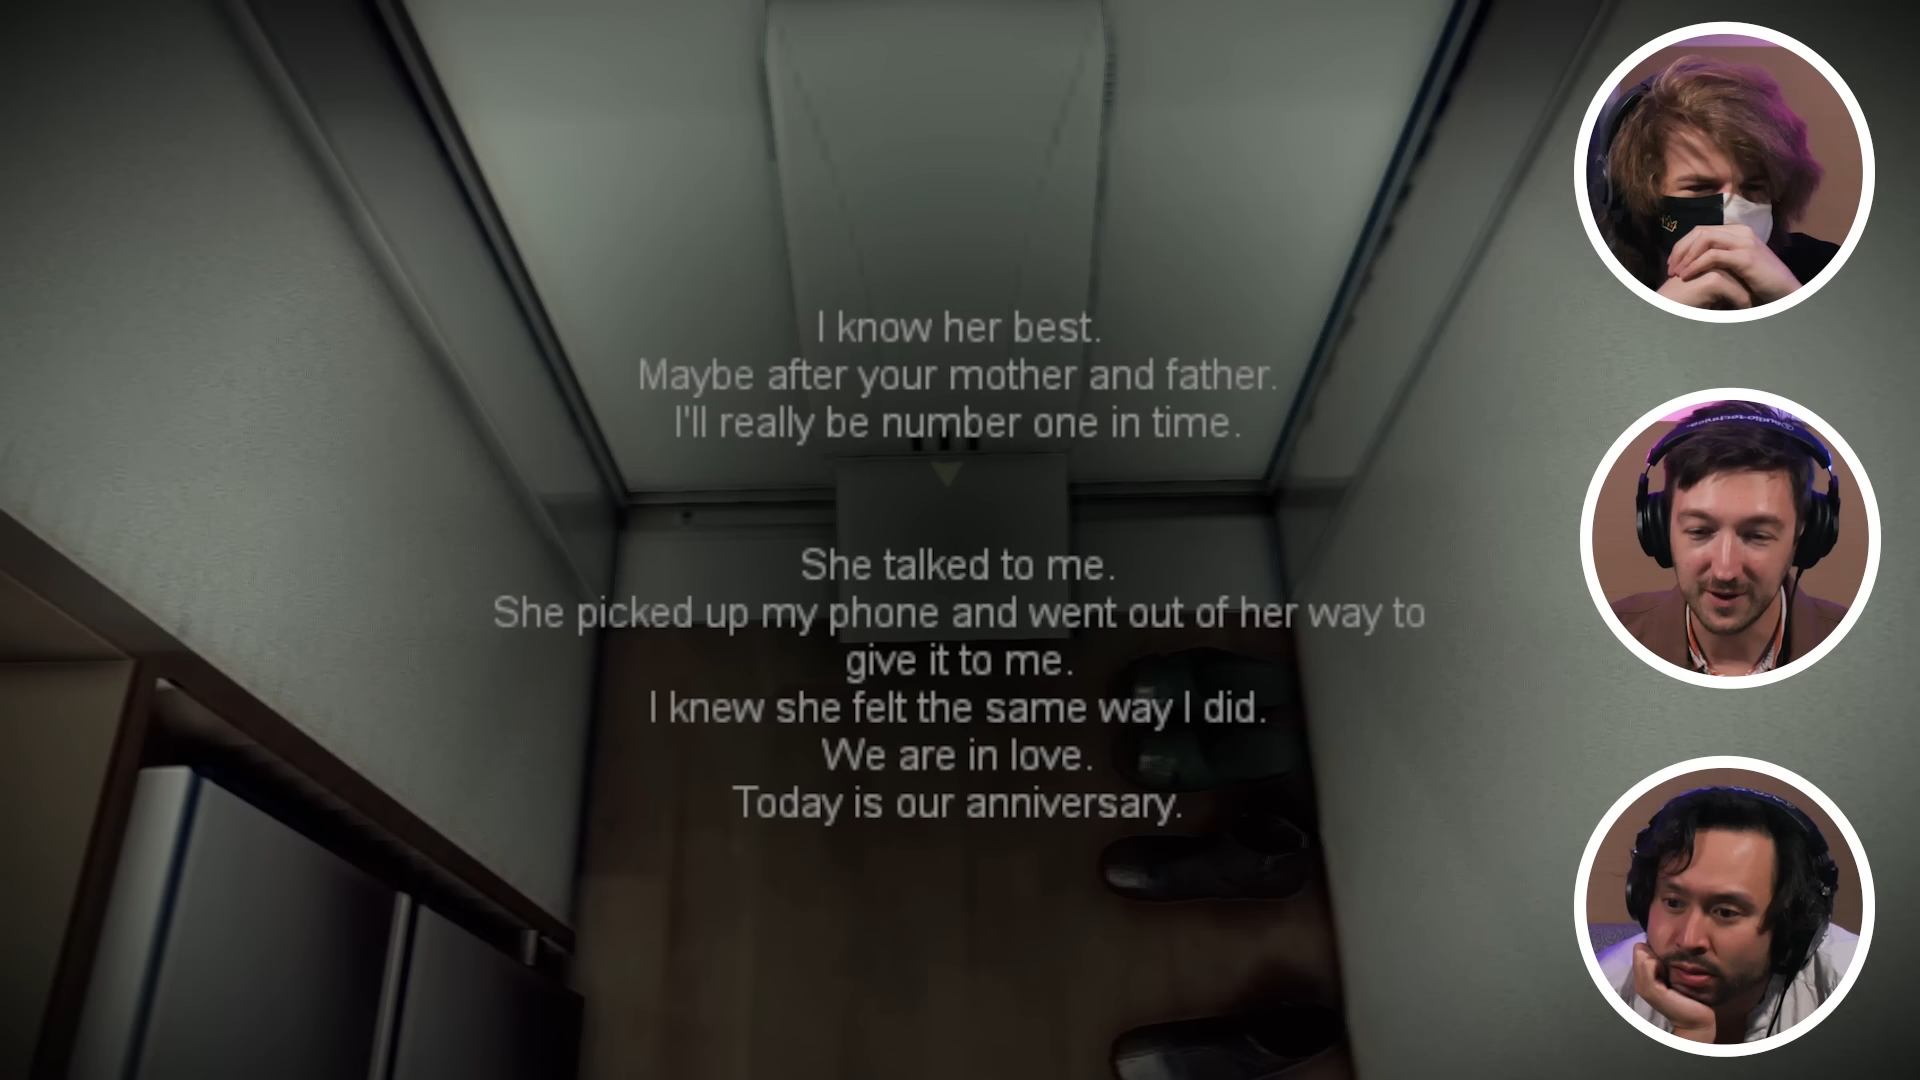 I know her best.
Maybe after your mother and father.
I'll really be number one in time.
She talked to me.
She picked up my phone and went out of her way to
give it to me.
I knew she felt the same way I did.
We are in love.
Today is our anniversary.